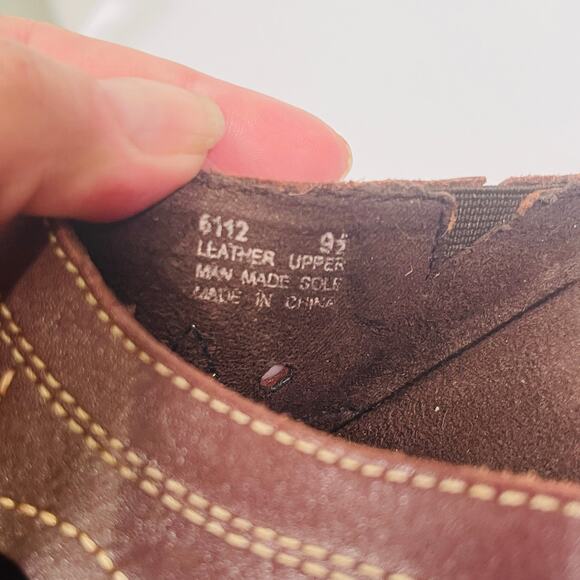 6112 9½
LEATHER UPPER
MAN MADE SOLE
MADE IN CHINA